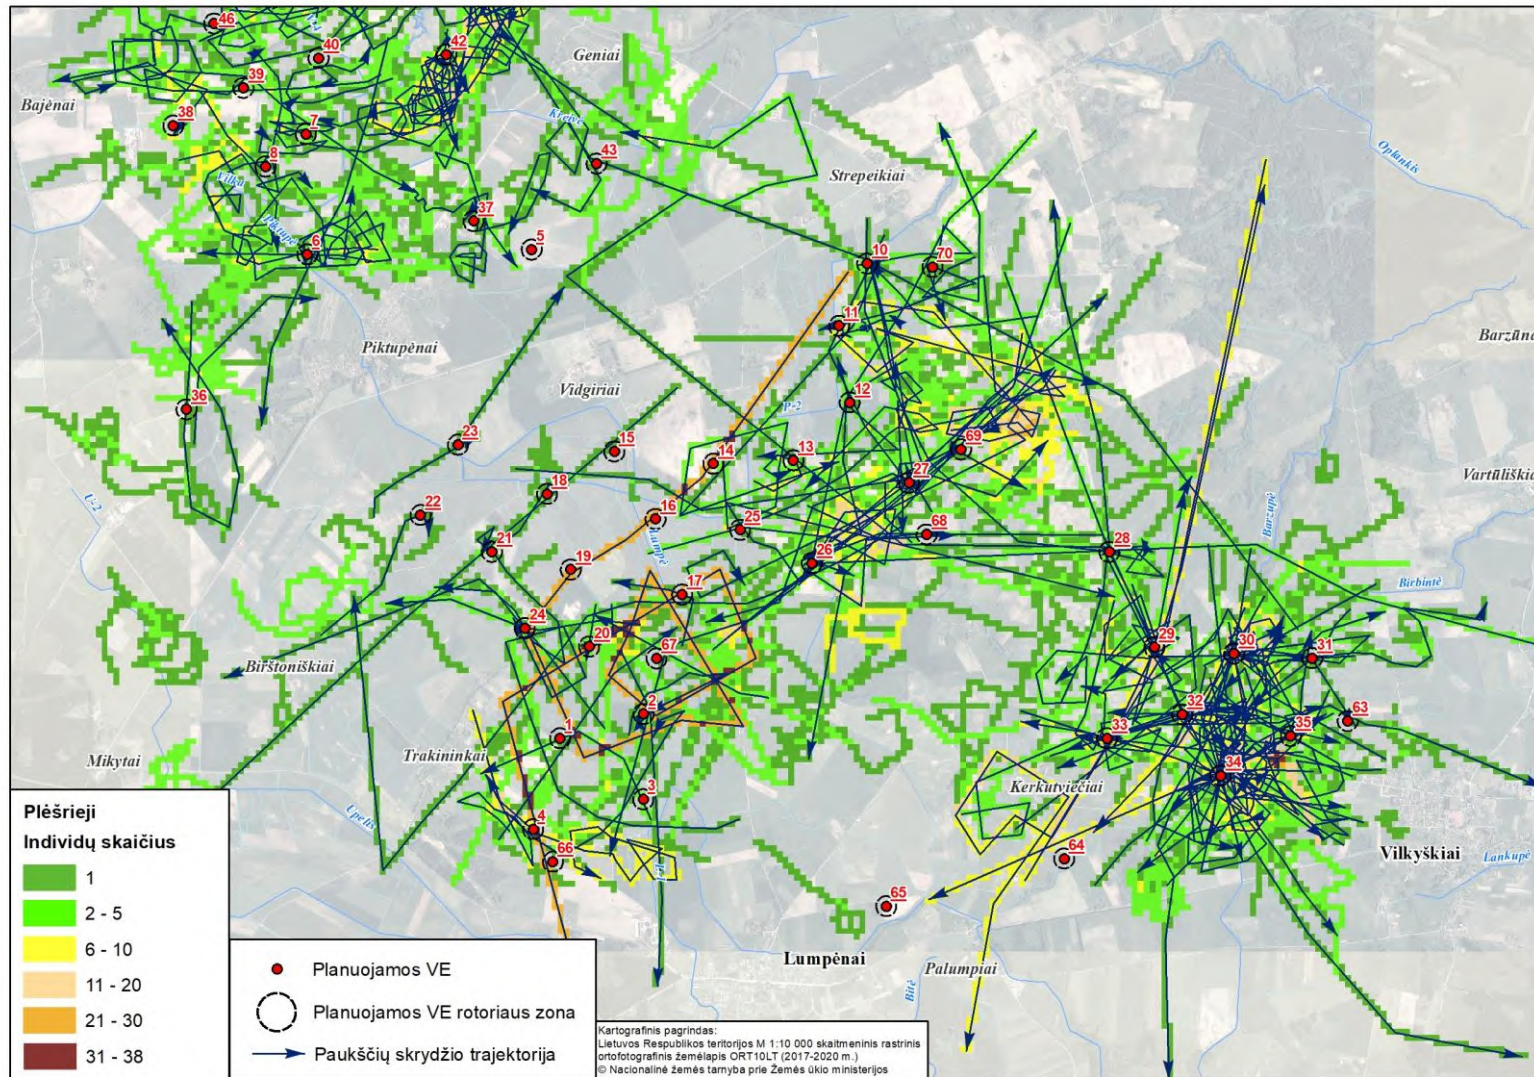 46
40
42
Geniai
39
Bajėnai
38
7
Kreivė
43
8
Vilka
Strepeikiai
Oplankis
37
Piktupė
6
5
10
70
11
Barzūna
Piktupėnai
Vidgiriai
36
P-2
12
23
15
14
13
69
27
Vartūliškiai
18
U-2
22
16
25
68
Lumpė
Barzupė
21
26
28
19
Birbintė
17
24
20
29
30
31
67
Birštoniškiai
2
32
63
1
33
35
Mikytai
Trakininkai
34
3
Kerkutviečiai
Upelis
4
66
64
Vilkyškiai
Lankupė
65
Lumpėnai
Palumpiai
Bitė
Plėšrieji
Individų skaičius
1
2 - 5
6 - 10
11 - 20
21 - 30
31 - 38
Planuojamos VE
Planuojamos VE rotoriaus zona
Paukščių skrydžio trajektorija
Kartografinis pagrindas:
Lietuvos Respublikos teritorijos M 1:10 000 skaitmeninis rastrinis
ortofotografinis žemėlapis ORT10LT (2017-2020 m.)
© Nacionalinė žemės tarnyba prie Žemės ūkio ministerijos